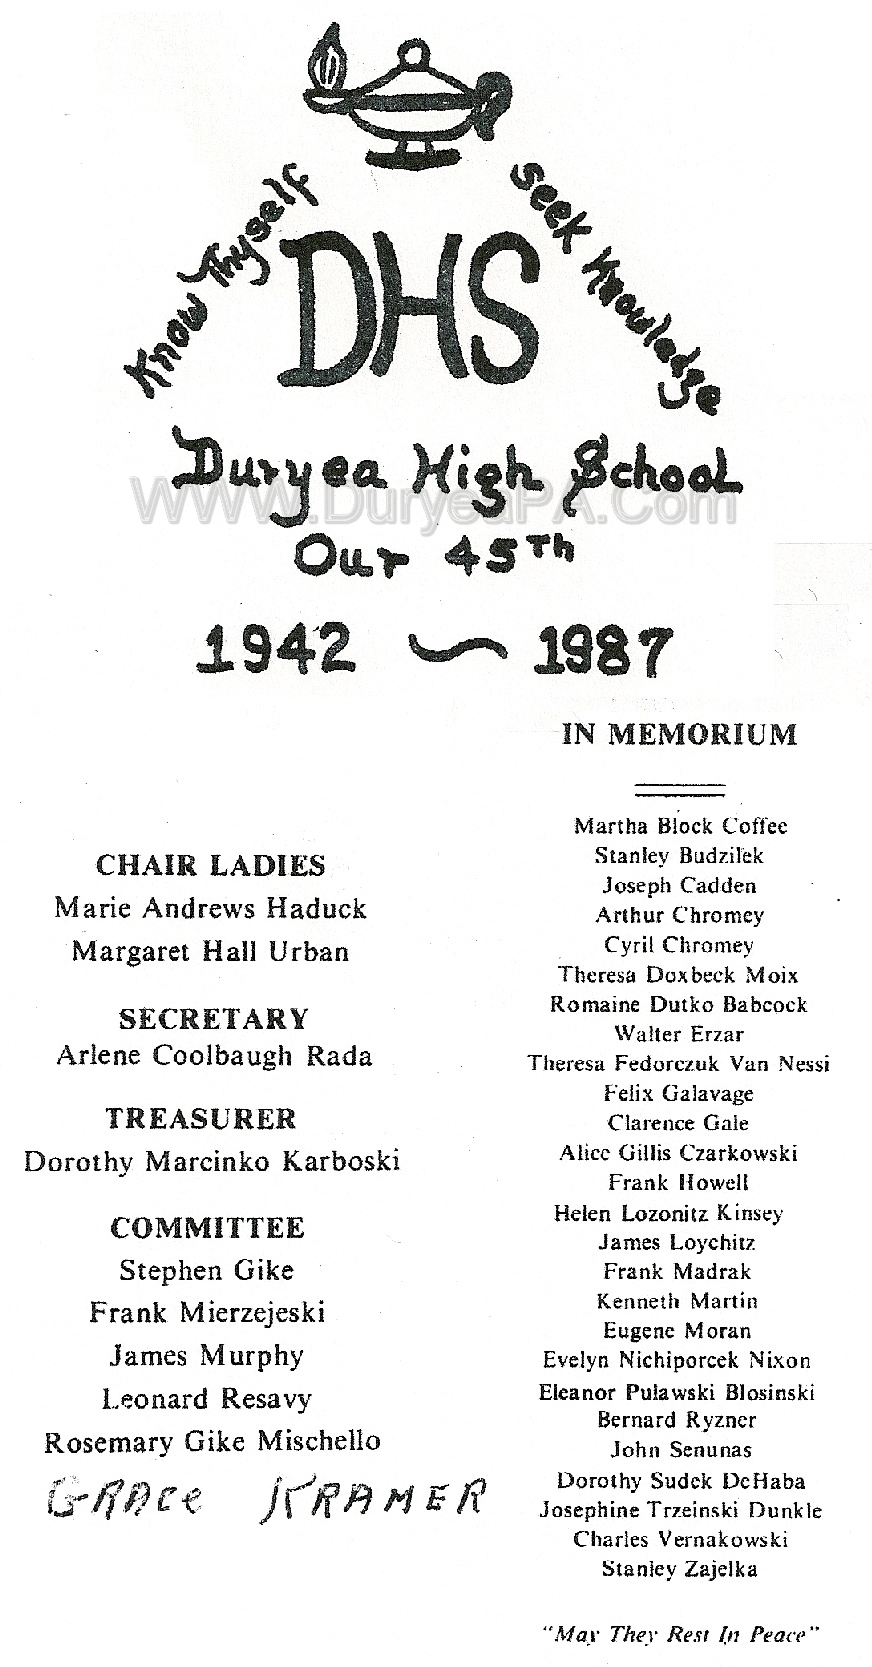 Know Thyself
Seek Knowledge
DHS
Duryea High School
WWW.DuryeaPA.Com
Our 45Th
1942 ~ 1987
CHAIR LADIES
Marie Andrews Haduck
Margaret Hall Urban
SECRETARY
Arlene Coolbaugh Rada
TREASURER
Dorothy Marcinko Karboski
COMMITTEE
Stephen Gike
Frank Mierzejeski
James Murphy
Leonard Resavy
Rosemary Gike Mischello
GRACe KRAMER
IN MEMORIUM
Martha Block Coffee
Stanley Budzilek
Joseph Cadden
Arthur Chromey
Cyril Chromey
Theresa Doxbeck Moix
Romaine Dutko Babcock
Walter Erzar
Theresa Fedorczuk Van Nessi
Felix Galavage
Clarence Gale
Alice Gillis Czarkowski
Frank Howell
Helen Lozonitz Kinsey
James Loychitz
Frank Madrak
Kenneth Martin
Eugene Moran
Evelyn Nichiporcek Nixon
Eleanor Pulawski Blosinski
Bernard Ryzner
John Senunas
Dorothy Sudek DeHaba
Josephine Trzeinski Dunkle
Charles Vernakowski
Stanley Zajelka
"May They Rest In Peace"